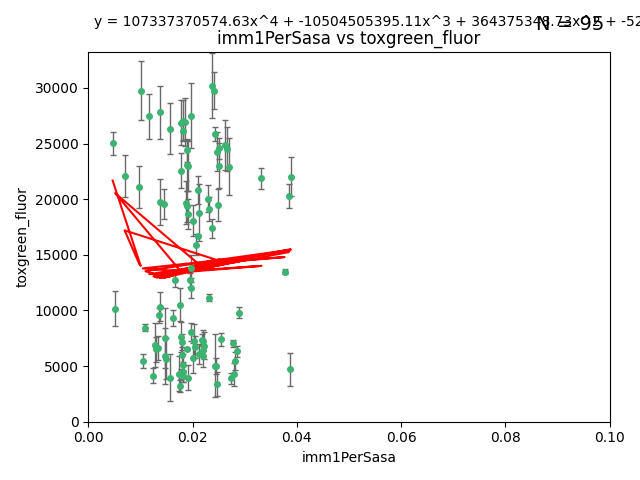 y = 107337370574.63x^4 + -10504505395.11x^3 + 364375348.73x^2 + -52
N = 95
imm1PerSasa vs toxgreen_fluor
30000
25000
20000
15000
10000
5000
0
toxgreen_fluor
0.00 0.02 0.04 0.06 0.08 0.10
imm1PerSasa